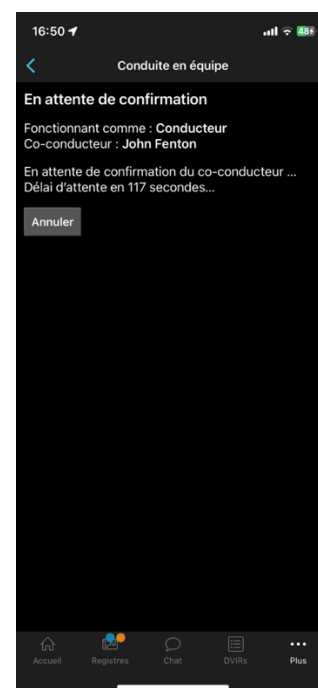 16:50
48
Conduite en équipe
En attente de confirmation
Fonctionnant comme : Conducteur
Co-conducteur : John Fenton
En attente de confirmation du co-conducteur ...
Délai d'attente en 117 secondes...
Annuler
Accueil Registres Chat DVIRs Plus